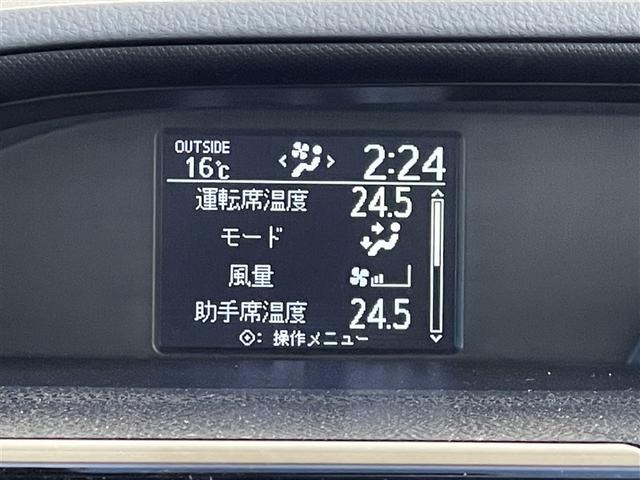 OUTSIDE
16℃ 2:24
運転席温度 24.5
モード
風量
助手席温度 24.5
: 操作メニュー